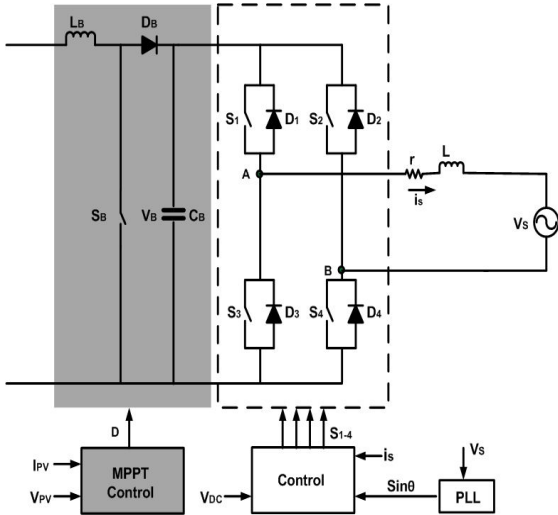 LB
DB
S1
D1
S2
D2
A
r
L
is
SB
VB
CB
VS
B
S3
D3
S4
D4
D
S1-4
IPV
VPV
MPPT
Control
VDC
Control
is
Sinθ
VS
PLL